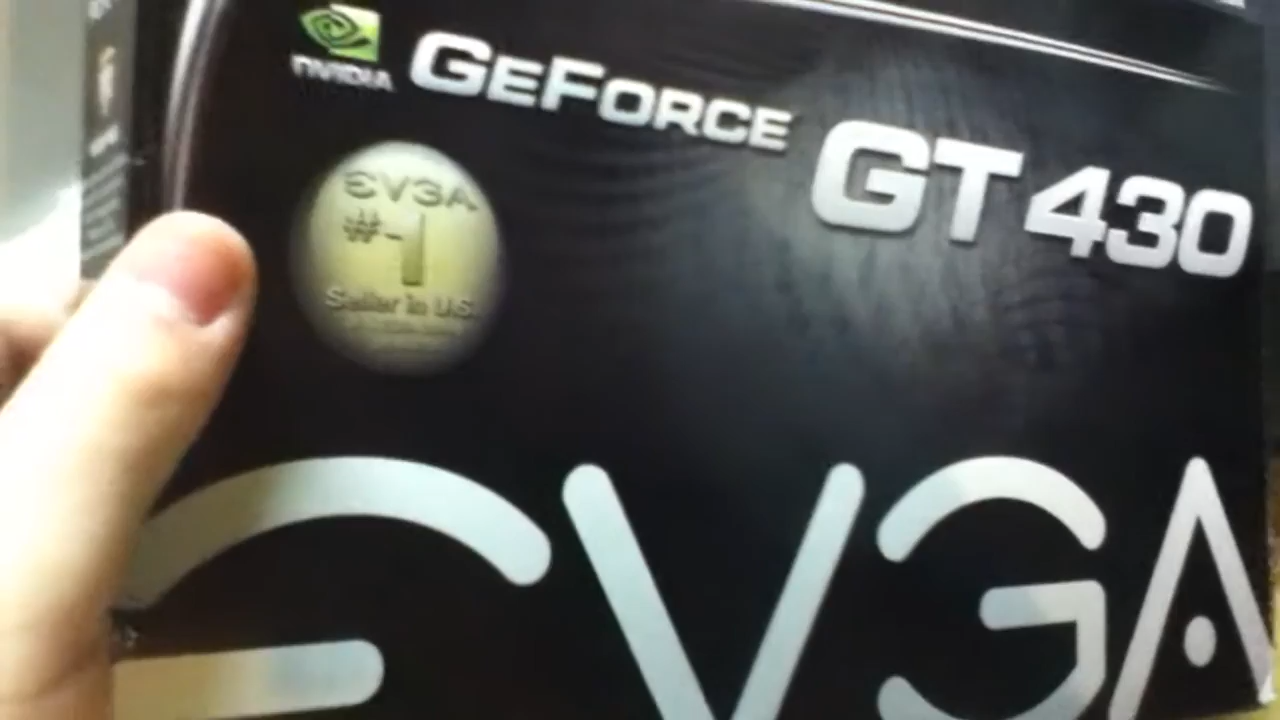 NVIDIA
GEFORCE GT 430
EVGA
#-1
Seller in U.S.
EVGA